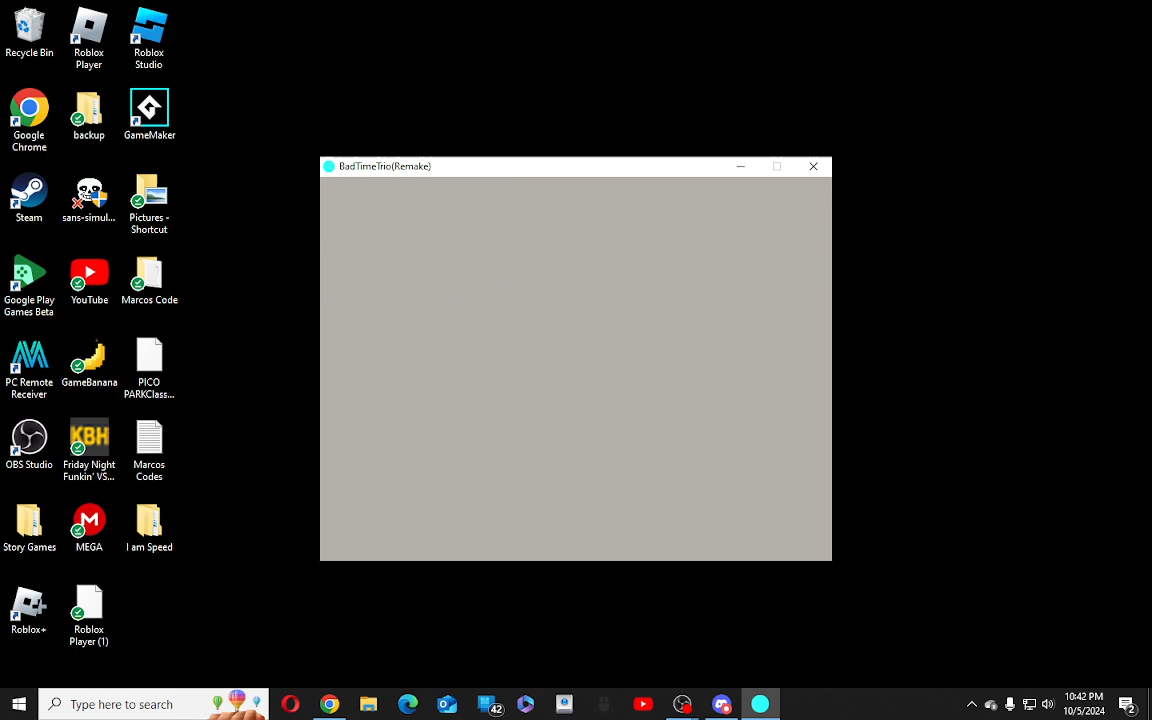 Recycle Bin
Roblox
Player
Roblox
Studio
Google
Chrome
backup
GameMaker
Steam
sans-simul...
Pictures -
Shortcut
Google Play
Games Beta
YouTube
Marcos Code
PC Remote
Receiver
GameBanana
PICO
PARKClass...
OBS Studio
KBH
Friday Night
Funkin' VS...
Marcos
Codes
Story Games
MEGA
I am Speed
Roblox+
Roblox
Player (1)
BadTimeTrio(Remake)
Type here to search
42
10:42 PM
10/5/2024
2